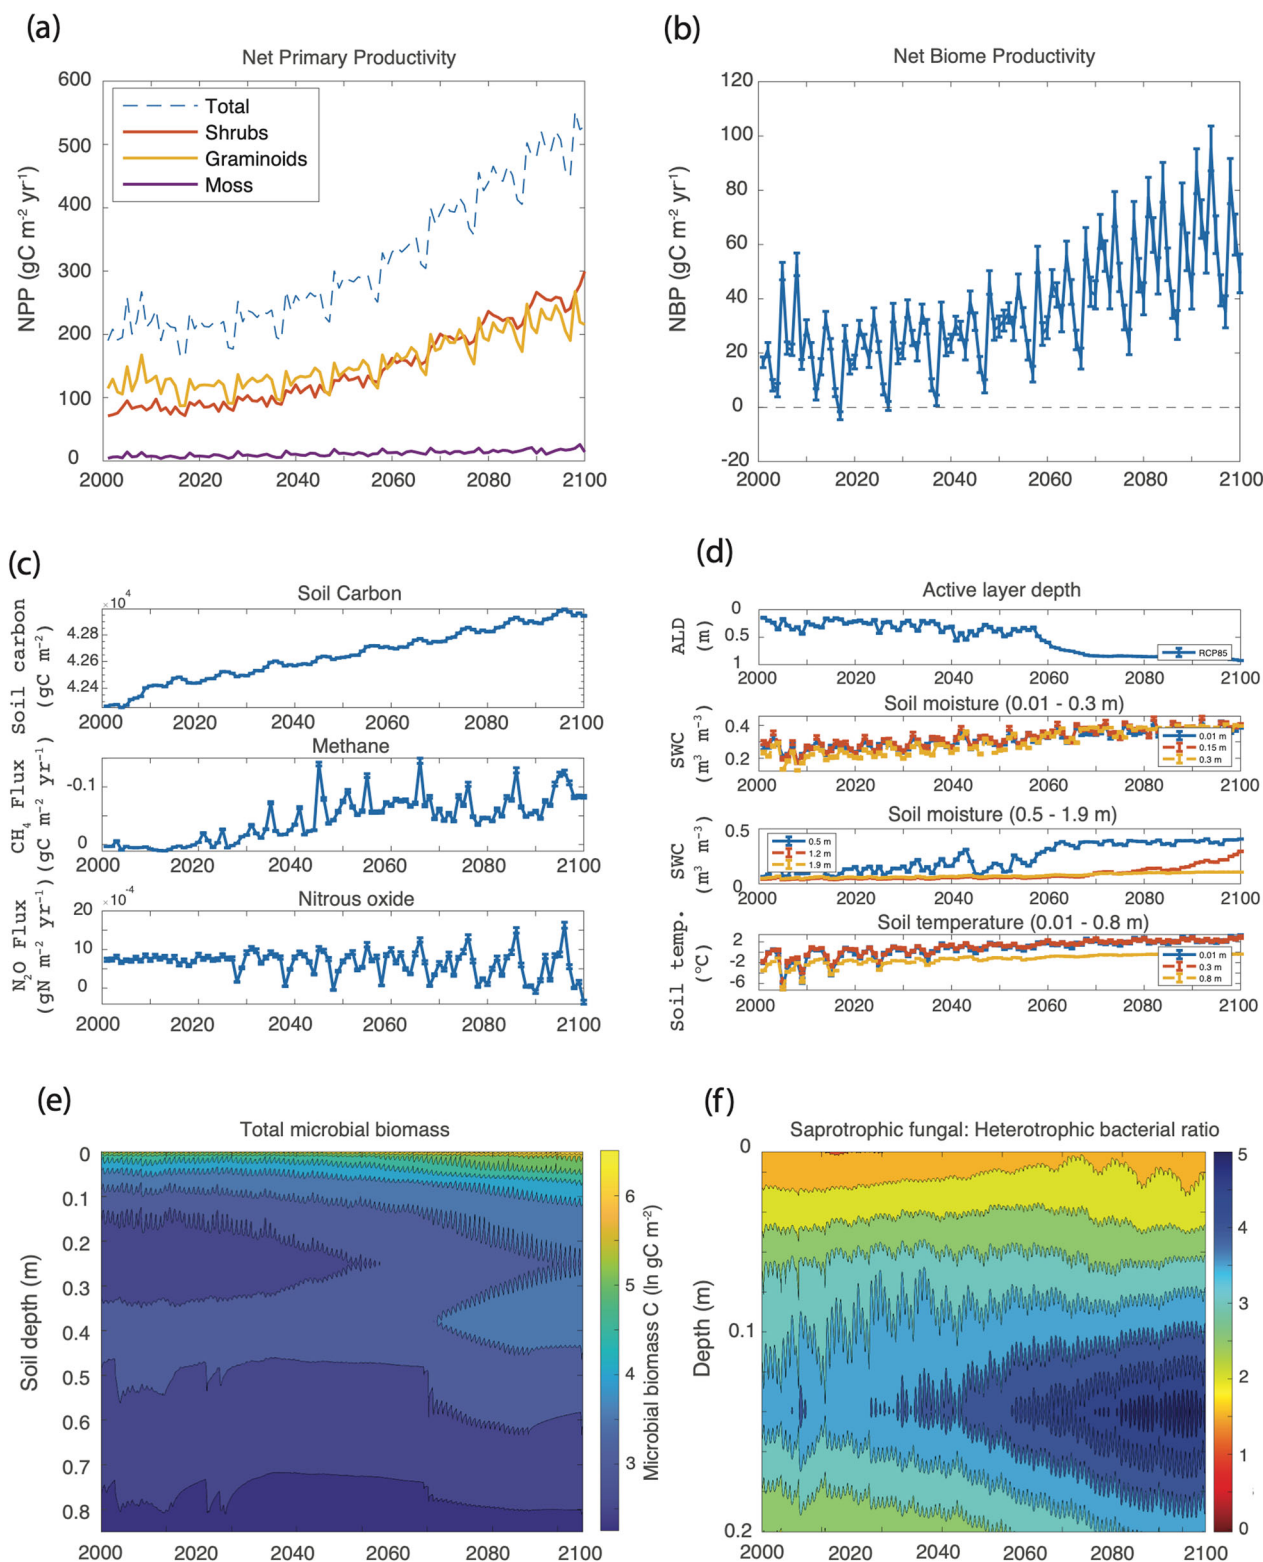 (a)
Net Primary Productivity
NPP (gC m-2 yr-1)
600
500
400
300
200
100
0
Total
Shrubs
Graminoids
Moss
2000 2020 2040 2060 2080 2100
(b)
Net Biome Productivity
NBP (gC m-2 yr-1)
120
100
80
60
40
20
0
-20
2000 2020 2040 2060 2080 2100
(c)
Soil Carbon
×10⁴
Soil carbon
(gC m-2)
42.8
42.6
42.4
2000 2020 2040 2060 2080 2100
Methane
CH4 Flux
(gC m-2 yr-1)
-0.1
0
2000 2020 2040 2060 2080 2100
Nitrous oxide
×10⁻⁴
N2O Flux
(gN m-2 yr-1)
20
10
0
2000 2020 2040 2060 2080 2100
(d)
Active layer depth
ALD
(m)
0
0.5
1
RCP85
2000 2020 2040 2060 2080 2100
Soil moisture (0.01 - 0.3 m)
SWC
(m3 m-3)
0.4
0.2
0.01 m
0.15 m
0.3 m
2000 2020 2040 2060 2080 2100
Soil moisture (0.5 - 1.9 m)
SWC
(m3 m-3)
0.5
0
0.5 m
1.2 m
1.9 m
2000 2020 2040 2060 2080 2100
Soil temperature (0.01 - 0.8 m)
Soil temp.
(°C)
2
-2
-6
0.01 m
0.3 m
0.8 m
2000 2020 2040 2060 2080 2100
(e)
Total microbial biomass
Soil depth (m)
0
0.1
0.2
0.3
0.4
0.5
0.6
0.7
0.8
2000 2020 2040 2060 2080 2100
6
5
4
3
Microbial biomass C (ln gC m-2)
(f)
Saprotrophic fungal: Heterotrophic bacterial ratio
Depth (m)
0
0.1
0.2
2000 2020 2040 2060 2080 2100
5
4
3
2
1
0